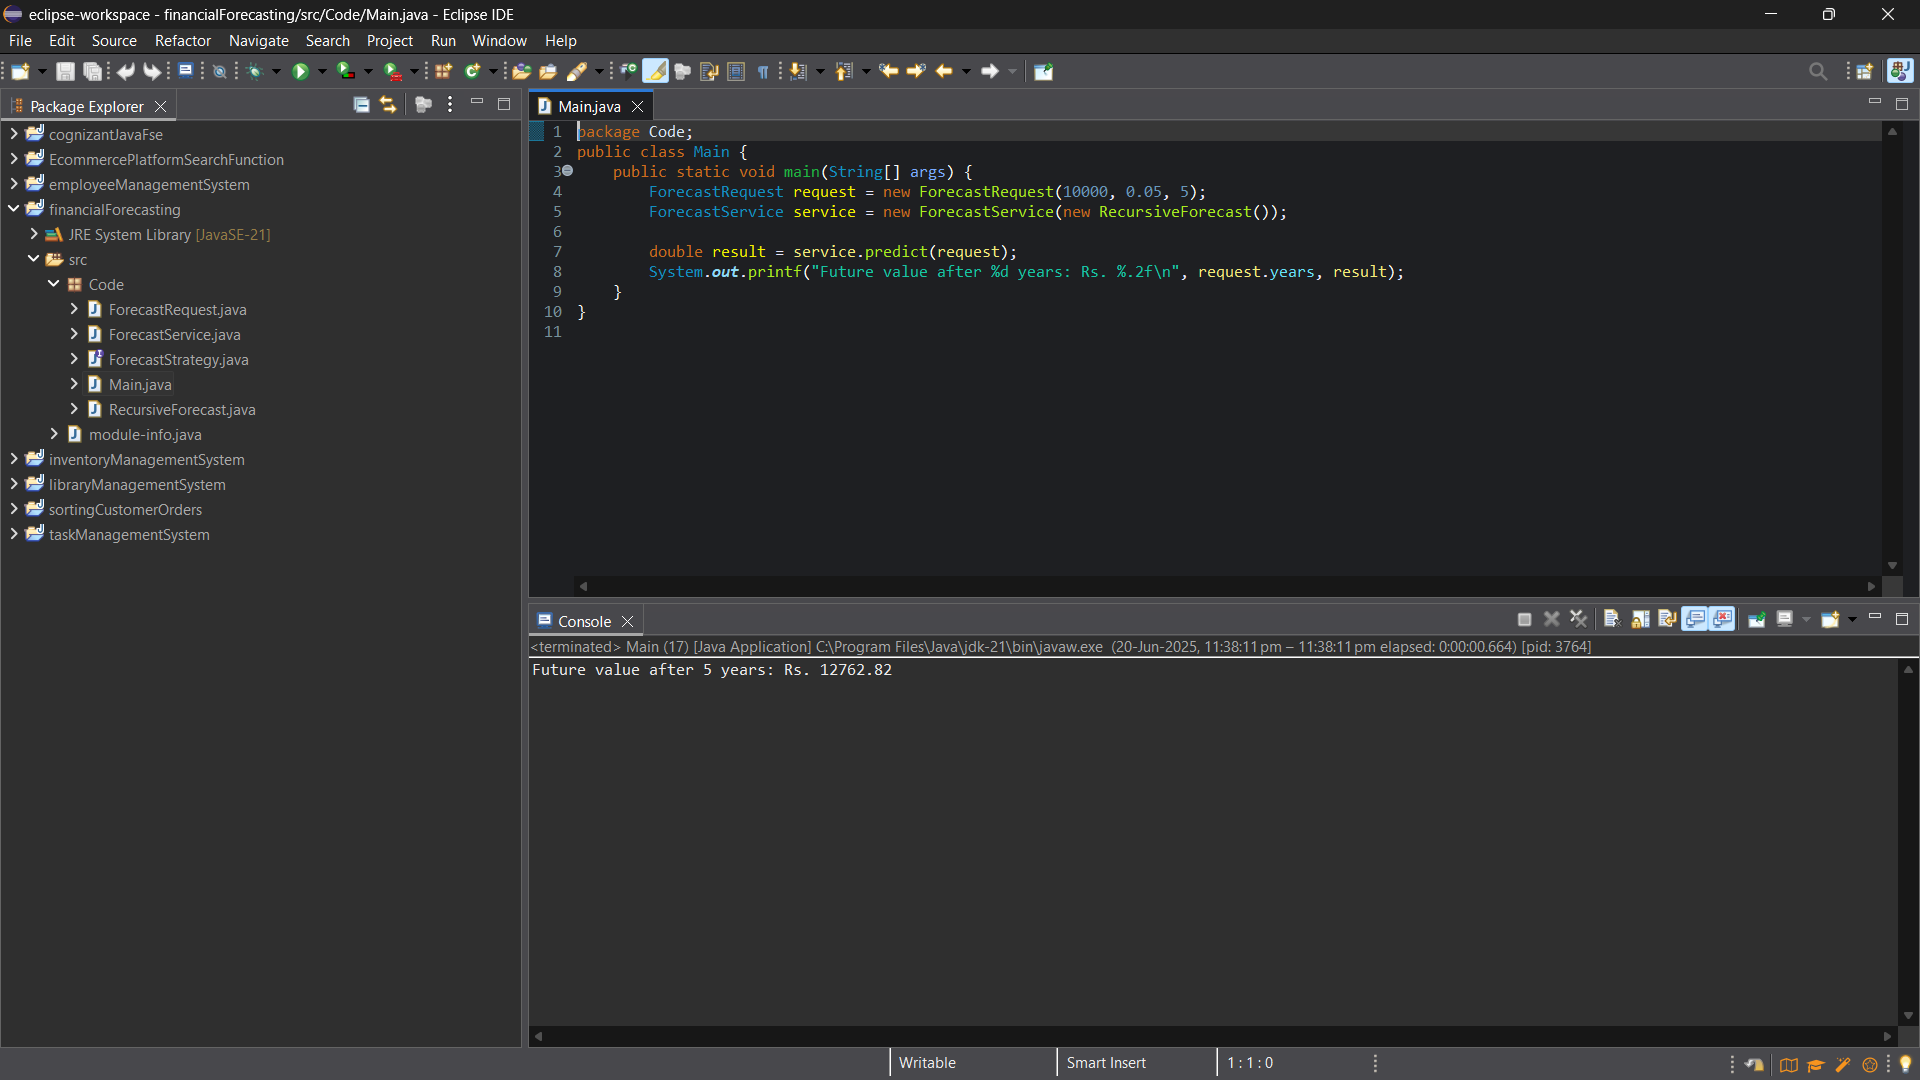 eclipse-workspace - financialForecasting/src/Code/Main.java - Eclipse IDE
File Edit Source Refactor Navigate Search Project Run Window Help
Package Explorer
cognizantJavaFse
EcommercePlatformSearchFunction
employeeManagementSystem
financialForecasting
JRE System Library [JavaSE-21]
src
Code
ForecastRequest.java
ForecastService.java
ForecastStrategy.java
Main.java
RecursiveForecast.java
module-info.java
inventoryManagementSystem
libraryManagementSystem
sortingCustomerOrders
taskManagementSystem
Main.java
1 package Code;
2 public class Main {
3 public static void main(String[] args) {
4 ForecastRequest request = new ForecastRequest(10000, 0.05, 5);
5 ForecastService service = new ForecastService(new RecursiveForecast());
6
7 double result = service.predict(request);
8 System.out.printf("Future value after %d years: Rs. %.2f\n", request.years, result);
9 }
10 }
11
Console
<terminated> Main (17) [Java Application] C:\Program Files\Java\jdk-21\bin\javaw.exe (20-Jun-2025, 11:38:11 pm – 11:38:11 pm elapsed: 0:00:00.664) [pid: 3764]
Future value after 5 years: Rs. 12762.82
Writable Smart Insert 1 : 1 : 0